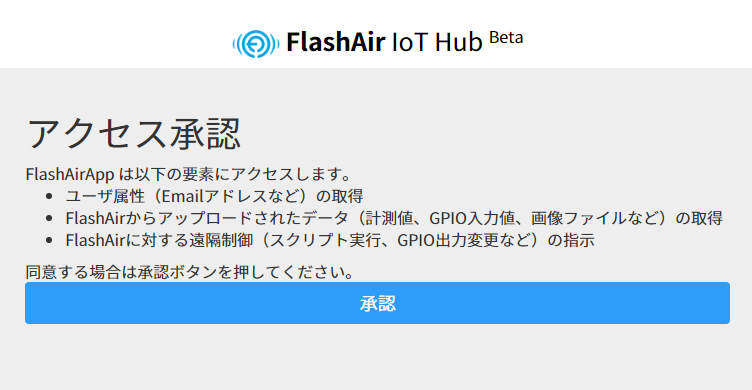 FlashAir IoT Hub Beta
アクセス承認
FlashAirApp は以下の要素にアクセスします。
ユーザ属性（Emailアドレスなど）の取得
FlashAirからアップロードされたデータ（計測値、GPIO入力値、画像ファイルなど）の取得
FlashAirに対する遠隔制御（スクリプト実行、GPIO出力変更など）の指示
同意する場合は承認ボタンを押してください。
承認